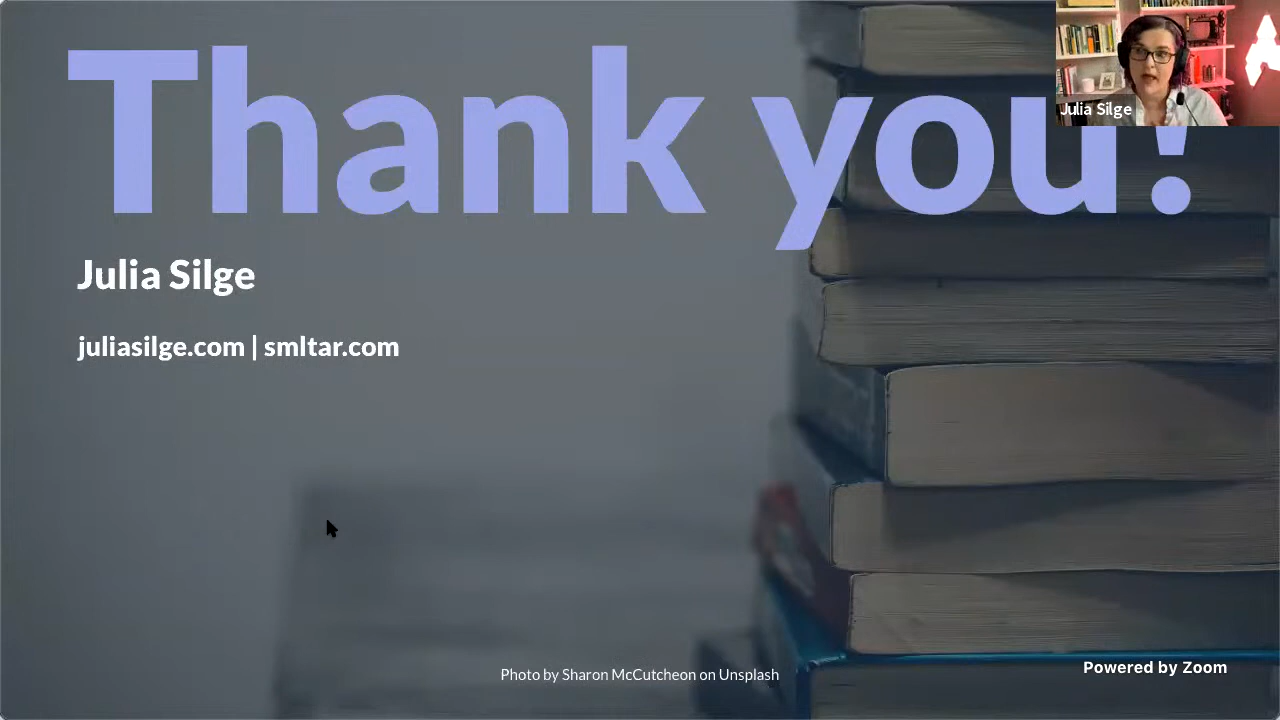 Thank you!
Julia Silge
Julia Silge
juliasilge.com | smltar.com
Photo by Sharon McCutcheon on Unsplash
Powered by Zoom